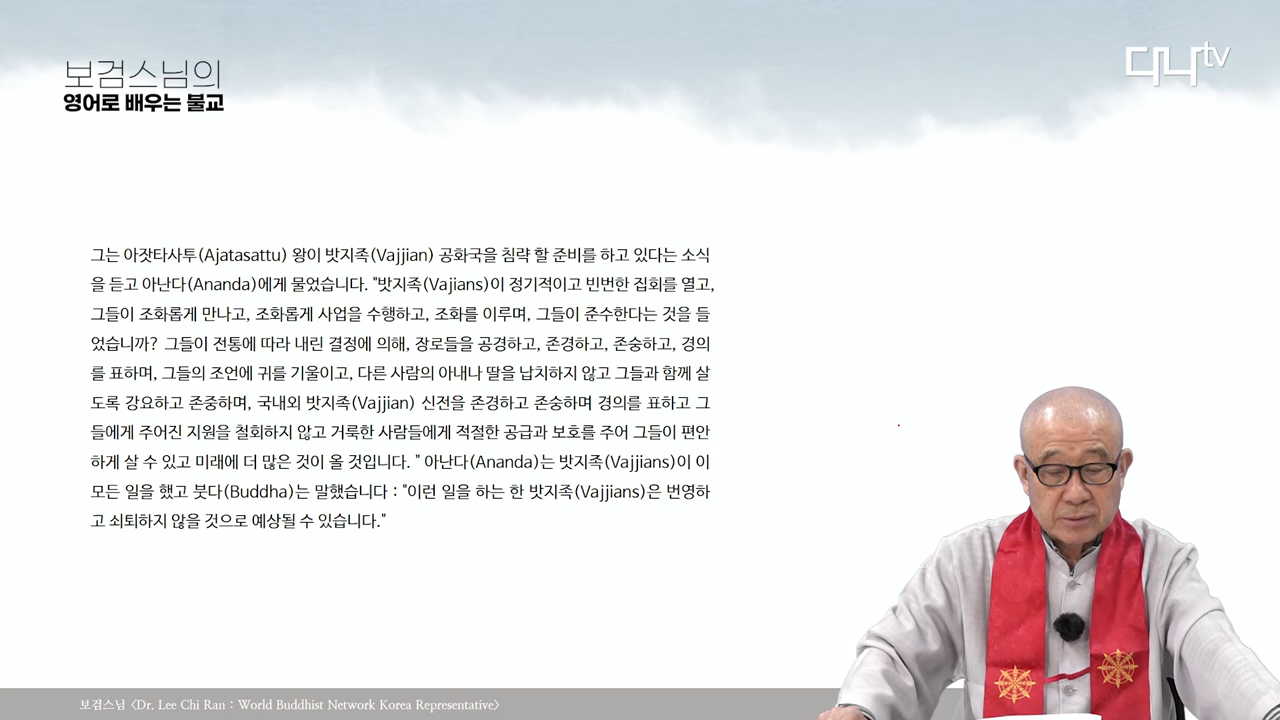 보검스님의
영어로 배우는 불교
다나tv
그는 아잣타사투(Ajatasattu) 왕이 밧지족(Vajjian) 공화국을 침략 할 준비를 하고 있다는 소식
을 듣고 아난다(Ananda)에게 물었습니다. "밧지족(Vajians)이 정기적이고 빈번한 집회를 열고,
그들이 조화롭게 만나고, 조화롭게 사업을 수행하고, 조화를 이루며, 그들이 준수한다는 것을 들
었습니까? 그들이 전통에 따라 내린 결정에 의해, 장로들을 공경하고, 존경하고, 존숭하고, 경의
를 표하며, 그들의 조언에 귀를 기울이고, 다른 사람의 아내나 딸을 납치하지 않고 그들과 함께 살
도록 강요하고 존중하며, 국내외 밧지족(Vajjian) 신전을 존경하고 존숭하며 경의를 표하고 그
들에게 주어진 지원을 철회하지 않고 거룩한 사람들에게 적절한 공급과 보호를 주어 그들이 편안
하게 살 수 있고 미래에 더 많은 것이 올 것입니다. " 아난다(Ananda)는 밧지족(Vajjians)이 이
모든 일을 했고 붓다(Buddha)는 말했습니다 : "이런 일을 하는 한 밧지족(Vajjians)은 번영하
고 쇠퇴하지 않을 것으로 예상될 수 있습니다."
보검스님 <Dr. Lee Chi Ran : World Buddhist Network Korea Representative>